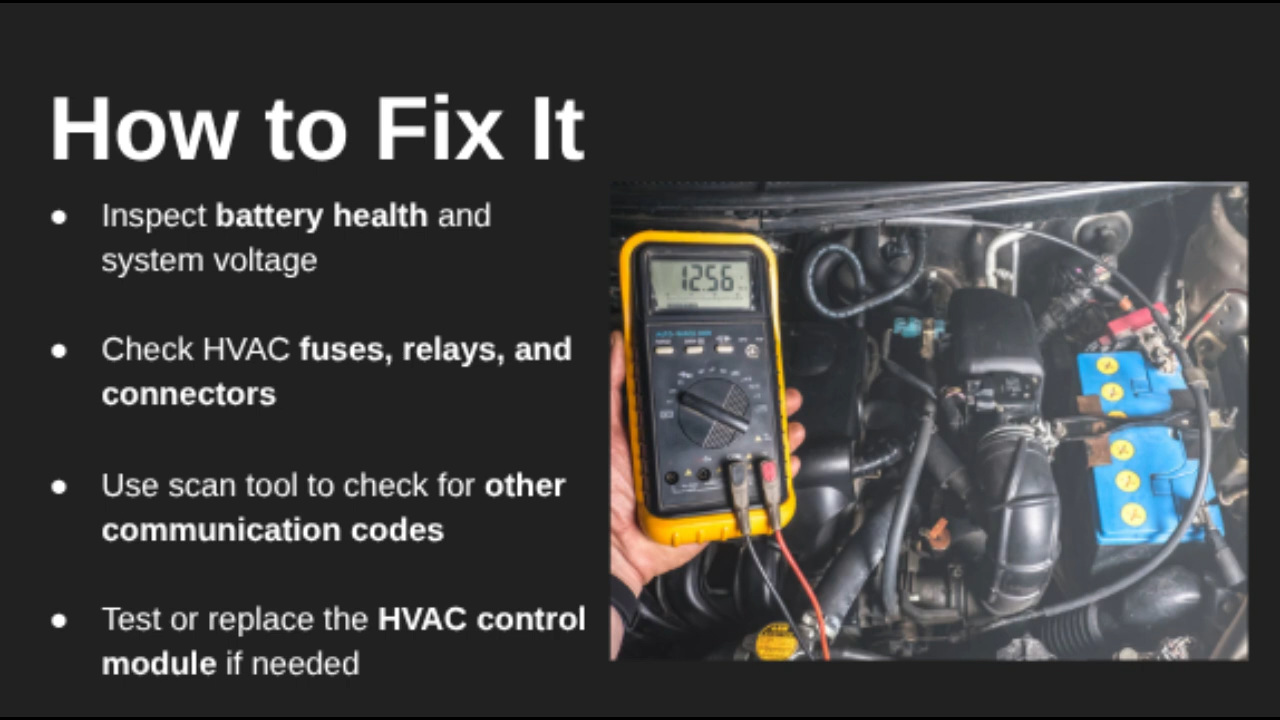 How to Fix It
● Inspect battery health and
system voltage
● Check HVAC fuses, relays, and
connectors
● Use scan tool to check for other
communication codes
● Test or replace the HVAC control
module if needed
12.56